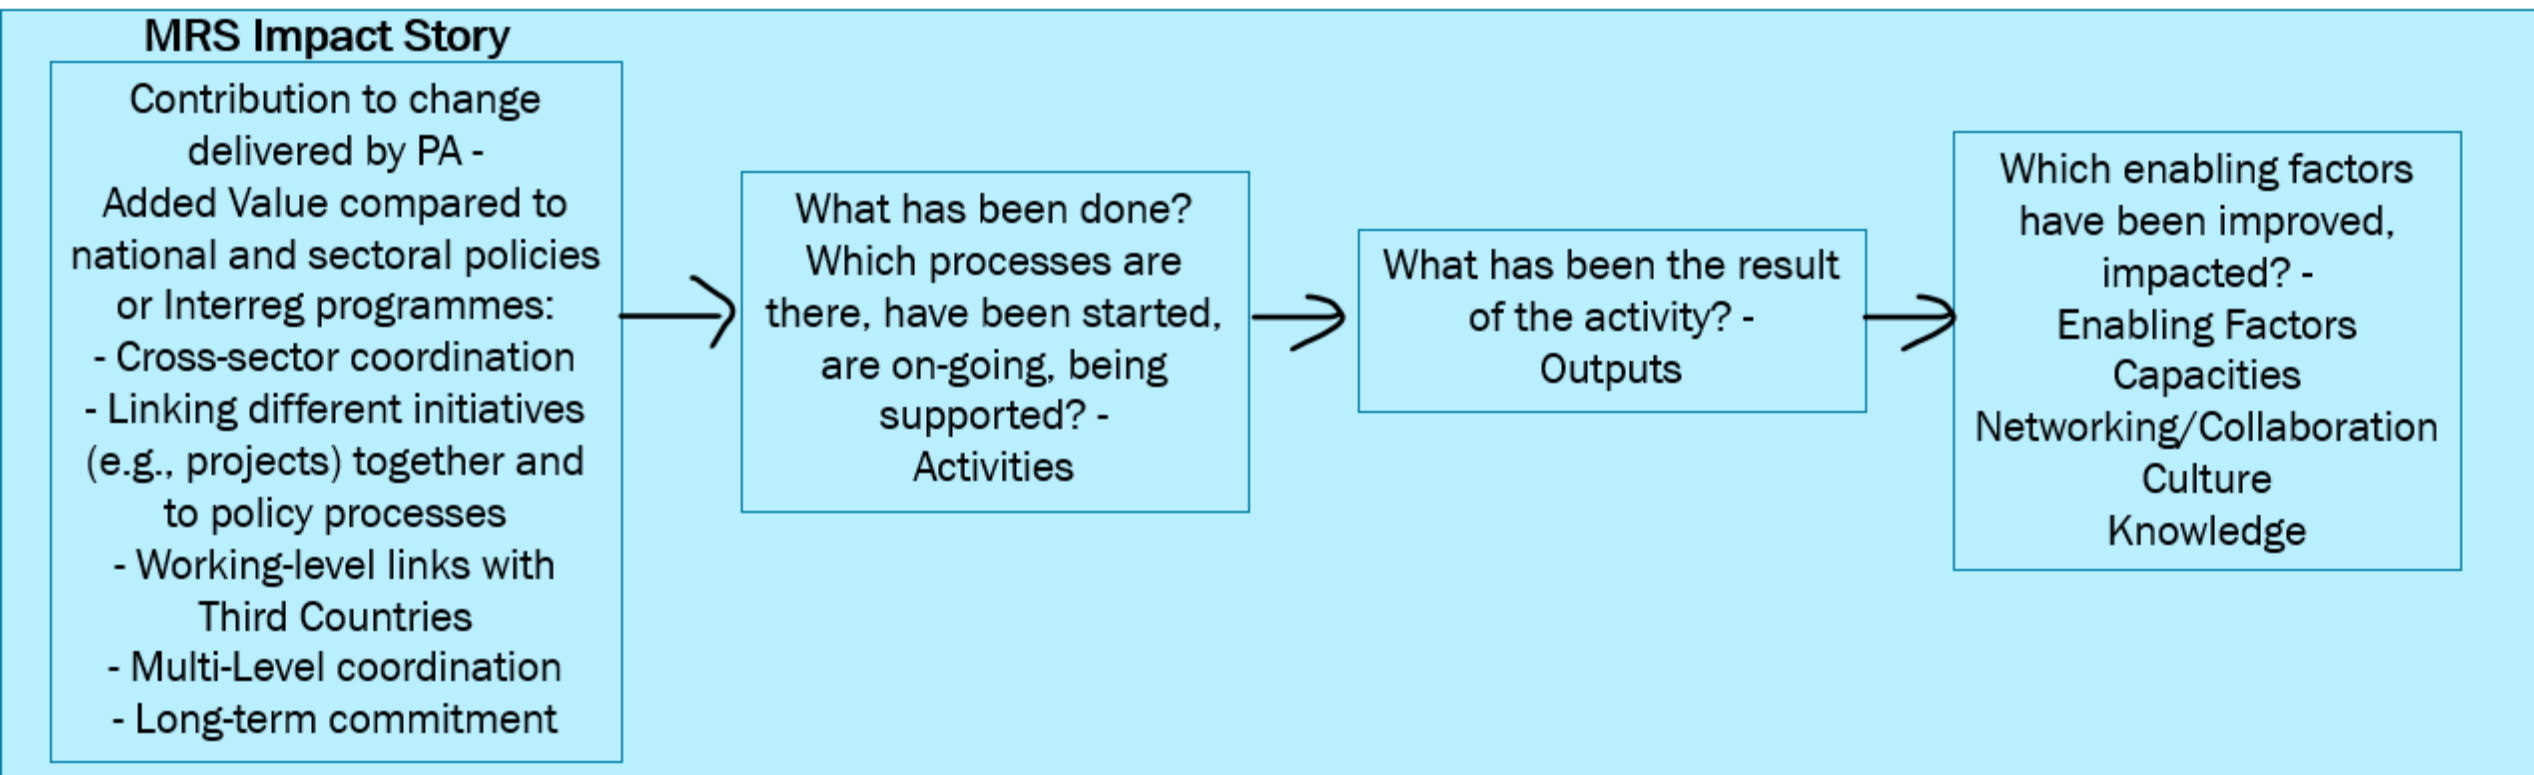 MRS Impact Story
Contribution to change
delivered by PA -
Added Value compared to
national and sectoral policies
or Interreg programmes:
- Cross-sector coordination
- Linking different initiatives
(e.g., projects) together and
to policy processes
- Working-level links with
Third Countries
- Multi-Level coordination
- Long-term commitment
What has been done?
Which processes are
there, have been started,
are on-going, being
supported? -
Activities
What has been the result
of the activity? -
Outputs
Which enabling factors
have been improved,
impacted? -
Enabling Factors
Capacities
Networking/Collaboration
Culture
Knowledge